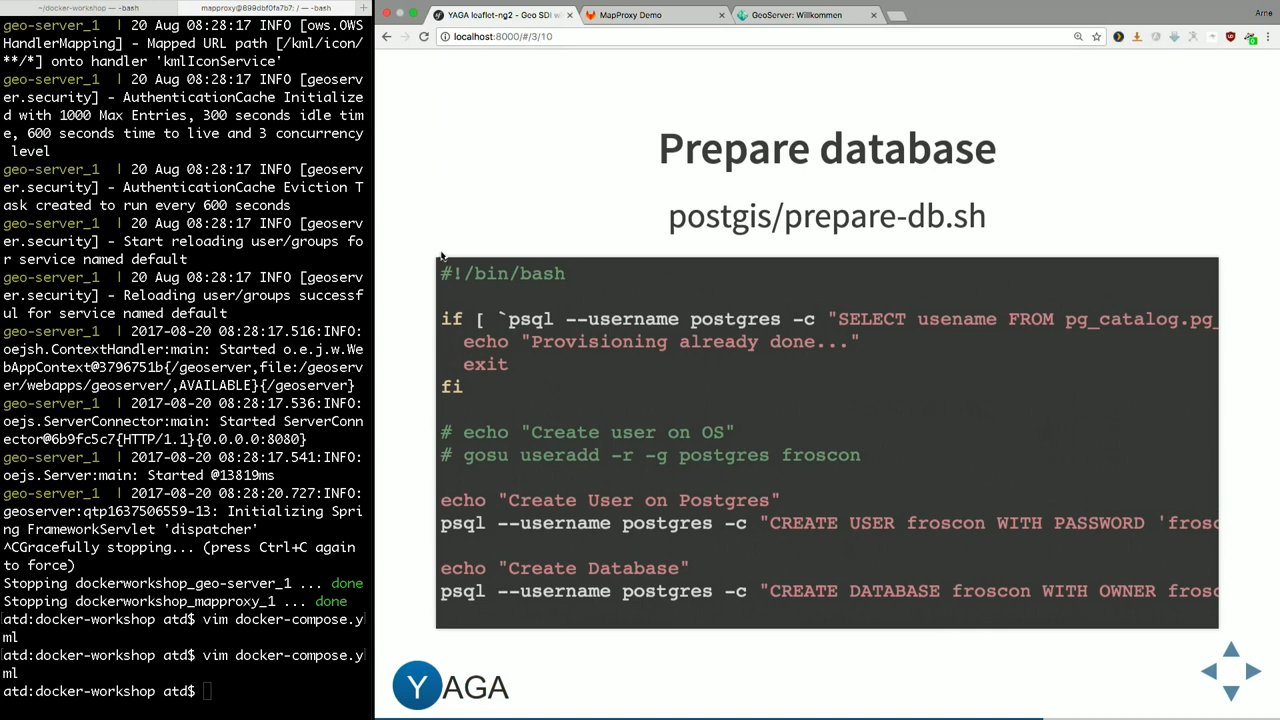 ~/docker-workshop — -bash
mapproxy@899dbf0fa7b7: / — -bash
+
geo-server_1  | 20 Aug 08:28:17 INFO [ows.OWS
HandlerMapping] - Mapped URL path [/kml/icon/
**/*] onto handler 'kmlIconService'
geo-server_1  | 20 Aug 08:28:17 INFO [geoserv
er.security] - AuthenticationCache Initialize
d with 1000 Max Entries, 300 seconds idle tim
e, 600 seconds time to live and 3 concurrency
 level
geo-server_1  | 20 Aug 08:28:17 INFO [geoserv
er.security] - AuthenticationCache Eviction T
ask created to run every 600 seconds
geo-server_1  | 20 Aug 08:28:17 INFO [geoserv
er.security] - Start reloading user/groups fo
r service named default
geo-server_1  | 20 Aug 08:28:17 INFO [geoserv
er.security] - Reloading user/groups successf
ul for service named default
geo-server_1  | 2017-08-20 08:28:17.516:INFO:
oejsh.ContextHandler:main: Started o.e.j.w.We
bAppContext@3796751b{/geoserver,file:/geoserv
er/webapps/geoserver/,AVAILABLE}{/geoserver}
geo-server_1  | 2017-08-20 08:28:17.536:INFO:
oejs.ServerConnector:main: Started ServerConn
ector@6b9fc5c7{HTTP/1.1}{0.0.0.0:8080}
geo-server_1  | 2017-08-20 08:28:17.541:INFO:
oejs.Server:main: Started @13819ms
geo-server_1  | 2017-08-20 08:28:20.727:INFO:
geoserver:qtp1637506559-13: Initializing Spri
ng FrameworkServlet 'dispatcher'
^CGracefully stopping... (press Ctrl+C again
to force)
Stopping dockerworkshop_geo-server_1 ... done
Stopping dockerworkshop_mapproxy_1 ... done
[atd:docker-workshop atd$ vim docker-compose.y]
ml
[atd:docker-workshop atd$ vim docker-compose.y]
ml
atd:docker-workshop atd$
YAGA leaflet-ng2 - Geo SDI w
MapProxy Demo
GeoServer: Willkommen
Arne
localhost:8000/#/3/10
Prepare database
postgis/prepare-db.sh
#!/bin/bash
if [ `psql --username postgres -c "SELECT usename FROM pg_catalog.pg_
  echo "Provisioning already done..."
  exit
fi
# echo "Create user on OS"
# gosu useradd -r -g postgres froscon
echo "Create User on Postgres"
psql --username postgres -c "CREATE USER froscon WITH PASSWORD 'frosc
echo "Create Database"
psql --username postgres -c "CREATE DATABASE froscon WITH OWNER frosc
YAGA